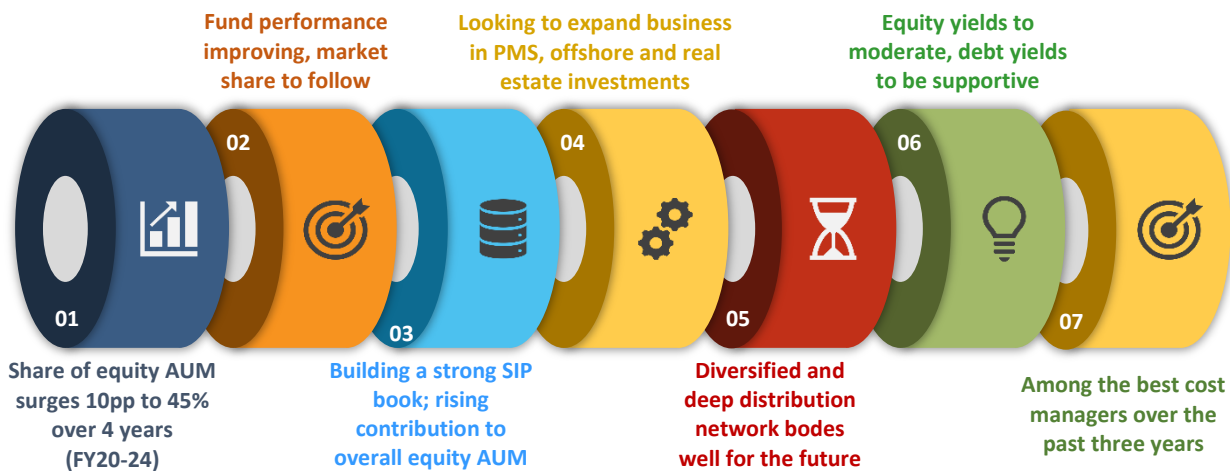 Fund performance
improving, market
share to follow
Looking to expand business
in PMS, offshore and real
estate investments
Equity yields to
moderate, debt yields
to be supportive
01
02
03
04
05
06
07
Share of equity AUM
surges 10pp to 45%
over 4 years
(FY20-24)
Building a strong SIP
book; rising
contribution to
overall equity AUM
Diversified and
deep distribution
network bodes
well for the future
Among the best cost
managers over the
past three years